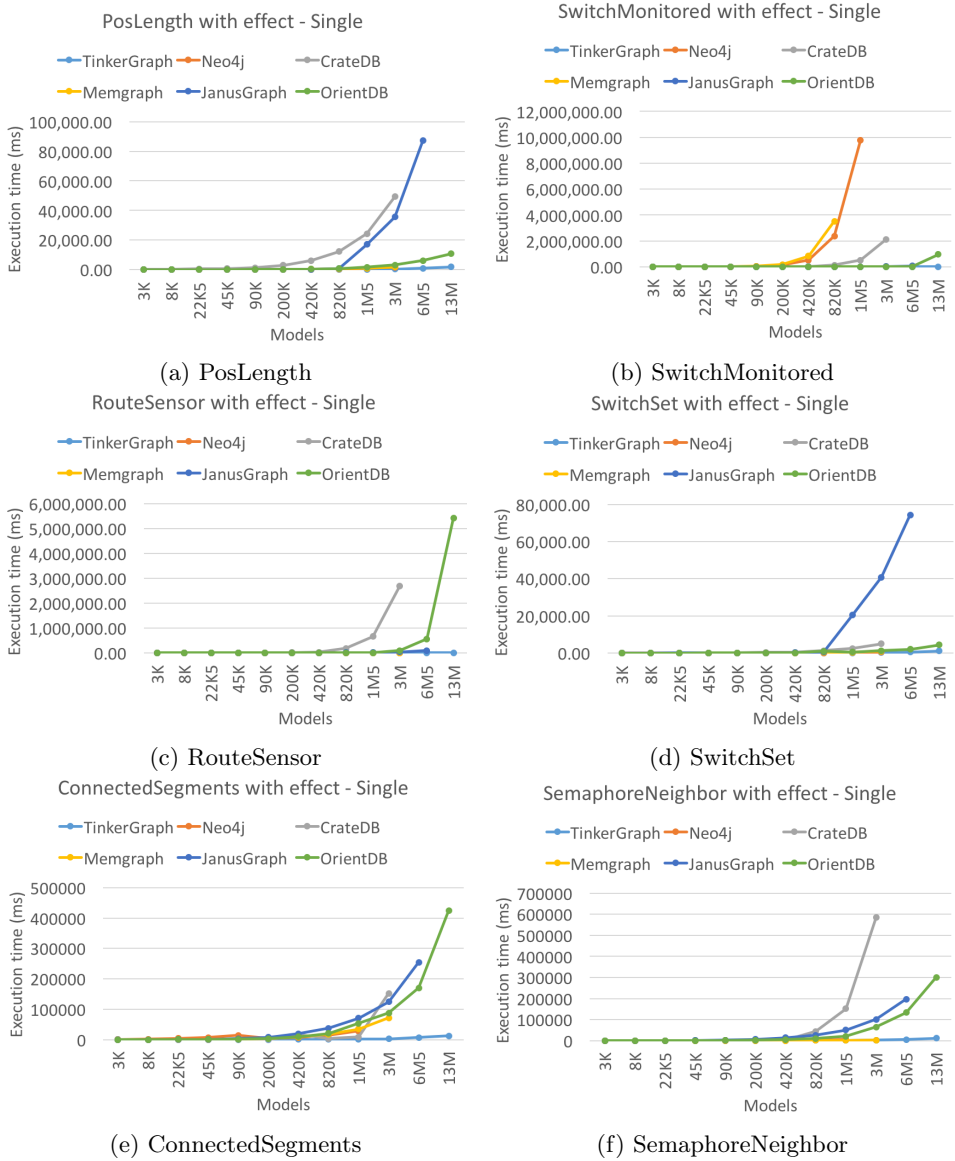 PosLength with effect - Single
TinkerGraph Neo4j CrateDB
Memgraph JanusGraph OrientDB
100,000.00
80,000.00
60,000.00
40,000.00
20,000.00
0.00
Execution time (ms)
3K 8K 22K5 45K 90K 200K 420K 820K 1M5 3M 6M5 13M
Models
(a) PosLength
SwitchMonitored with effect - Single
TinkerGraph Neo4j CrateDB
Memgraph JanusGraph OrientDB
12,000,000.00
10,000,000.00
8,000,000.00
6,000,000.00
4,000,000.00
2,000,000.00
0.00
Execution time (ms)
3K 8K 22K5 45K 90K 200K 420K 820K 1M5 3M 6M5 13M
Models
(b) SwitchMonitored
RouteSensor with effect - Single
TinkerGraph Neo4j CrateDB
Memgraph JanusGraph OrientDB
6,000,000.00
5,000,000.00
4,000,000.00
3,000,000.00
2,000,000.00
1,000,000.00
0.00
Execution time (ms)
3K 8K 22K5 45K 90K 200K 420K 820K 1M5 3M 6M5 13M
Models
(c) RouteSensor
SwitchSet with effect - Single
TinkerGraph Neo4j CrateDB
Memgraph JanusGraph OrientDB
80,000.00
60,000.00
40,000.00
20,000.00
0.00
Execution time (ms)
3K 8K 22K5 45K 90K 200K 420K 820K 1M5 3M 6M5 13M
Models
(d) SwitchSet
ConnectedSegments with effect - Single
TinkerGraph Neo4j CrateDB
Memgraph JanusGraph OrientDB
500000
400000
300000
200000
100000
0
Execution time (ms)
3K 8K 22K5 45K 90K 200K 420K 820K 1M5 3M 6M5 13M
Models
(e) ConnectedSegments
SemaphoreNeighbor with effect - Single
TinkerGraph Neo4j CrateDB
Memgraph JanusGraph OrientDB
700000
600000
500000
400000
300000
200000
100000
0
Execution time (ms)
3K 8K 22K5 45K 90K 200K 420K 820K 1M5 3M 6M5 13M
Models
(f) SemaphoreNeighbor